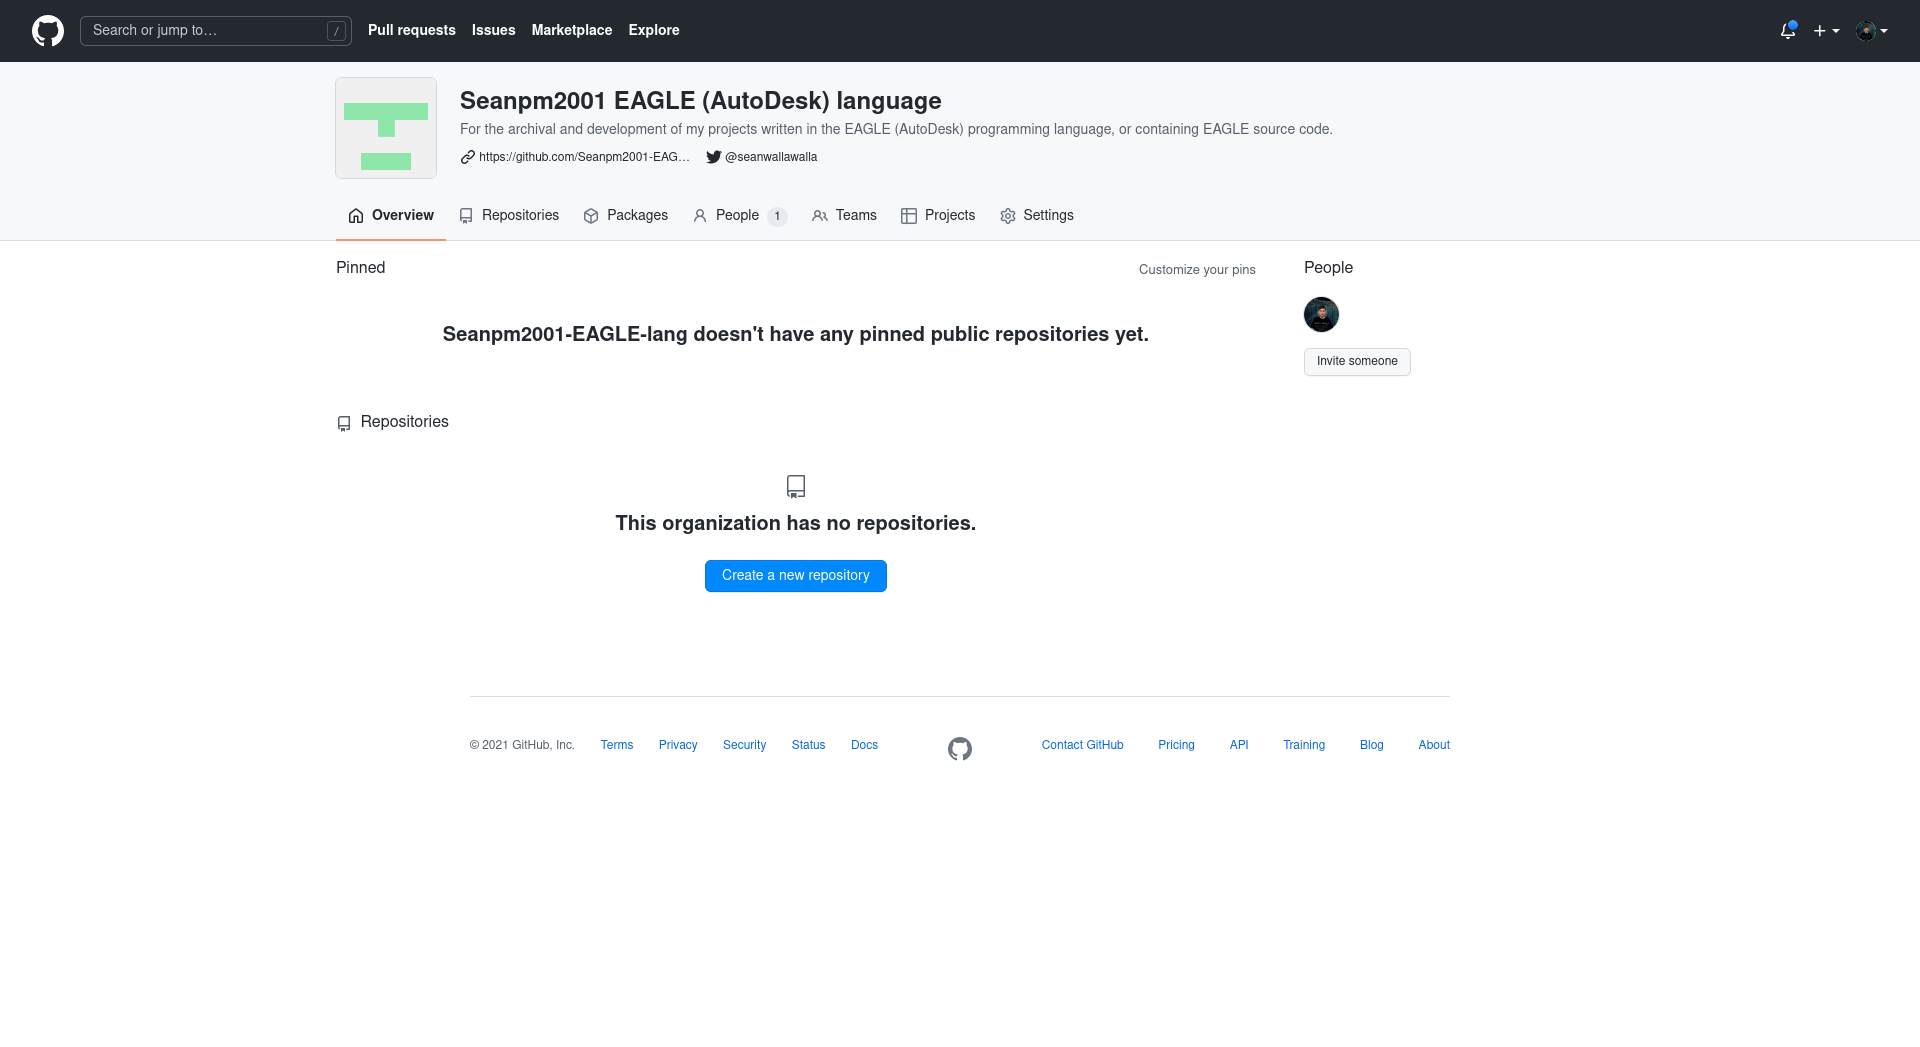 Search or jump to…
/
Pull requests
Issues
Marketplace
Explore
Seanpm2001 EAGLE (AutoDesk) language
For the archival and development of my projects written in the EAGLE (AutoDesk) programming language, or containing EAGLE source code.
https://github.com/Seanpm2001-EAG… @seanwallawalla
Overview
Repositories
Packages
People 1
Teams
Projects
Settings
Pinned
Customize your pins
Seanpm2001-EAGLE-lang doesn't have any pinned public repositories yet.
People
Invite someone
Repositories
This organization has no repositories.
Create a new repository
© 2021 GitHub, Inc.
Terms
Privacy
Security
Status
Docs
Contact GitHub
Pricing
API
Training
Blog
About